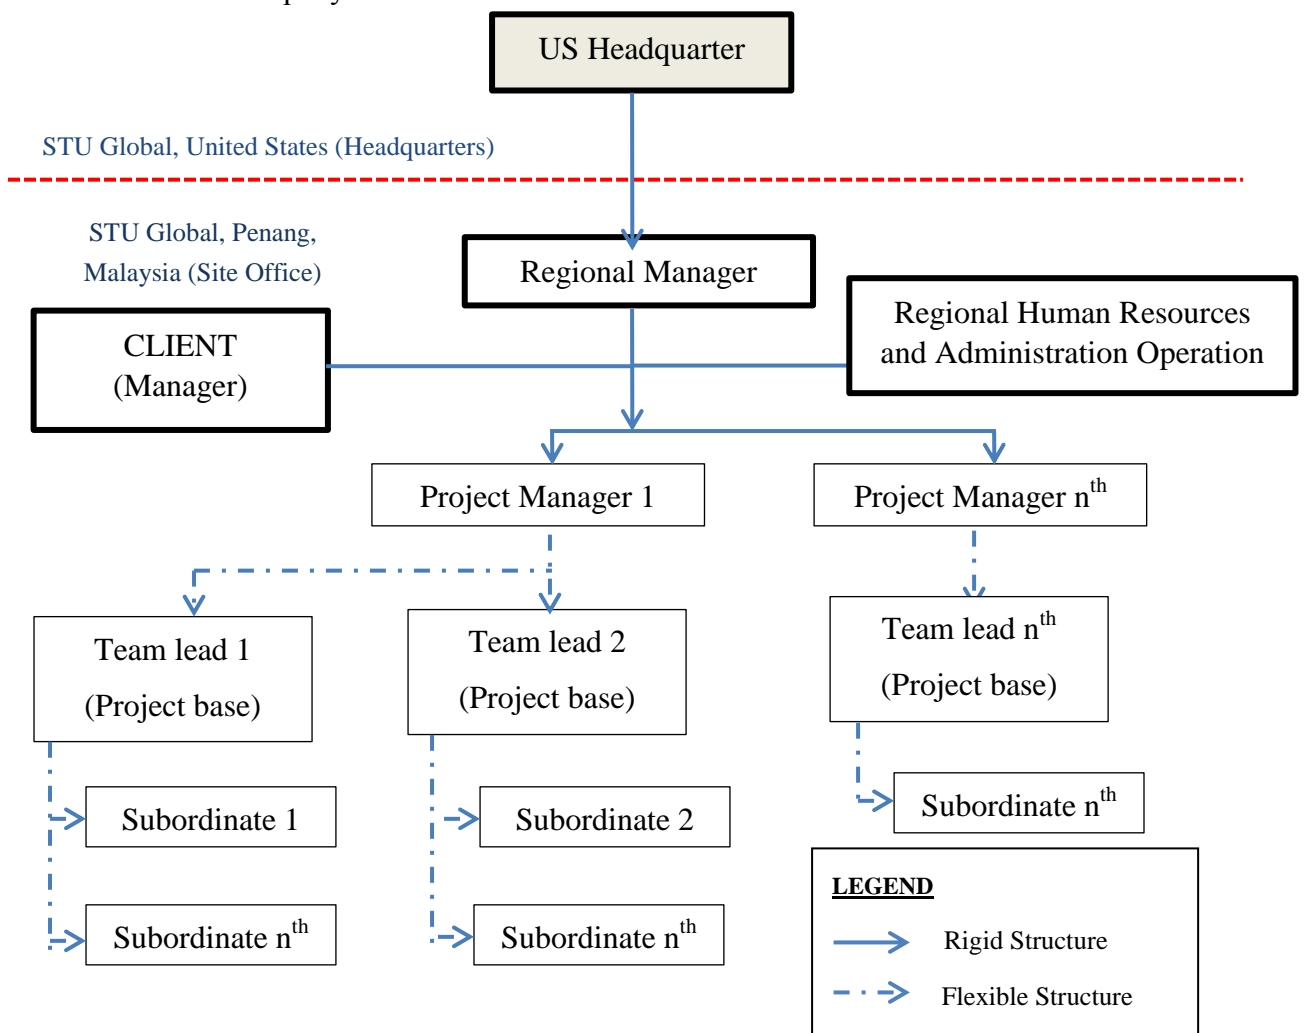 US Headquarter
STU Global, United States (Headquarters)
STU Global, Penang,
Malaysia (Site Office)
Regional Manager
CLIENT
(Manager)
Regional Human Resources
and Administration Operation
Project Manager 1
Project Manager nth
Team lead 1
(Project base)
Team lead 2
(Project base)
Team lead nth
(Project base)
Subordinate 1
Subordinate 2
Subordinate nth
Subordinate nth
Subordinate nth
LEGEND
Rigid Structure
Flexible Structure